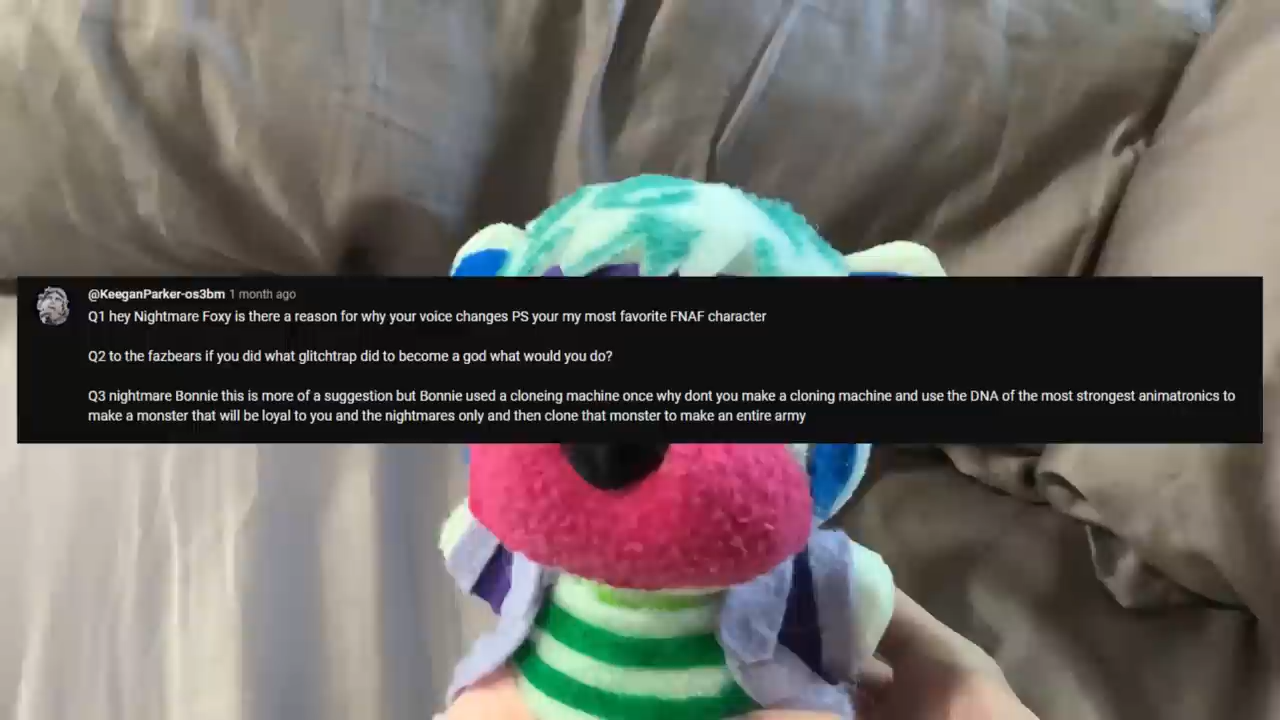 @KeeganParker-os3bm 1 month ago
Q1 hey Nightmare Foxy is there a reason for why your voice changes PS your my most favorite FNAF character
Q2 to the fazbears if you did what glitchtrap did to become a god what would you do?
Q3 nightmare Bonnie this is more of a suggestion but Bonnie used a cloneing machine once why dont you make a cloning machine and use the DNA of the most strongest animatronics to
make a monster that will be loyal to you and the nightmares only and then clone that monster to make an entire army